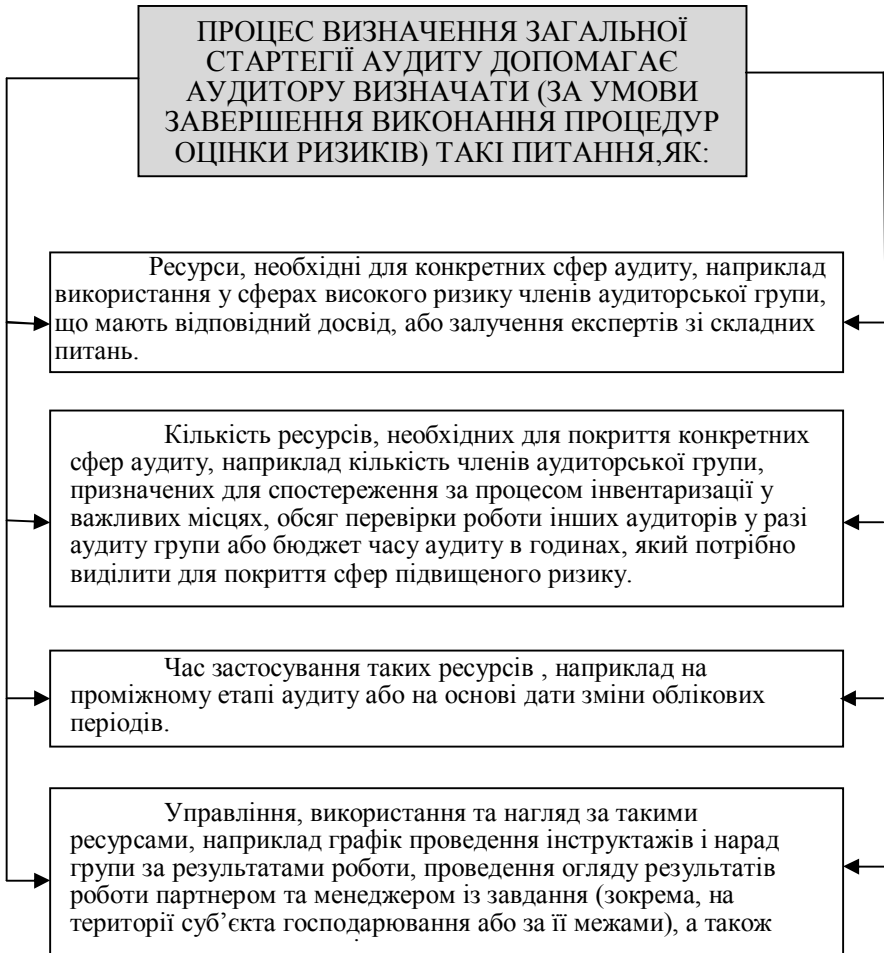 ПРОЦЕС ВИЗНАЧЕННЯ ЗАГАЛЬНОЇ
СТАРТЕГІЇ АУДИТУ ДОПОМАГАЄ
АУДИТОРУ ВИЗНАЧАТИ (ЗА УМОВИ
ЗАВЕРШЕННЯ ВИКОНАННЯ ПРОЦЕДУР
ОЦІНКИ РИЗИКІВ) ТАКІ ПИТАННЯ,ЯК:
Ресурси, необхідні для конкретних сфер аудиту, наприклад
використання у сферах високого ризику членів аудиторської групи,
що мають відповідний досвід, або залучення експертів зі складних
питань.
Кількість ресурсів, необхідних для покриття конкретних
сфер аудиту, наприклад кількість членів аудиторської групи,
призначених для спостереження за процесом інвентаризації у
важливих місцях, обсяг перевірки роботи інших аудиторів у разі
аудиту групи або бюджет часу аудиту в годинах, який потрібно
виділити для покриття сфер підвищеного ризику.
Час застосування таких ресурсів , наприклад на
проміжному етапі аудиту або на основі дати зміни облікових
періодів.
Управління, використання та нагляд за такими
ресурсами, наприклад графік проведення інструктажів і нарад
групи за результатами роботи, проведення огляду результатів
роботи партнером та менеджером із завдання (зокрема, на
території суб’єкта господарювання або за її межами), а також